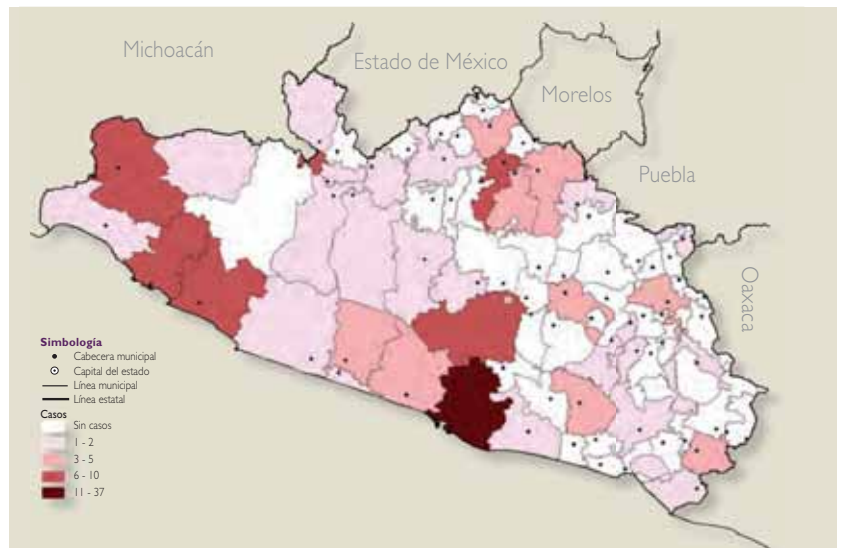 Michoacán
Estado de México
Morelos
Puebla
Oaxaca
Simbología
Cabecera municipal
Capital del estado
Línea municipal
Línea estatal
Casos
Sin casos
1 - 2
3 - 5
6 - 10
11 - 37